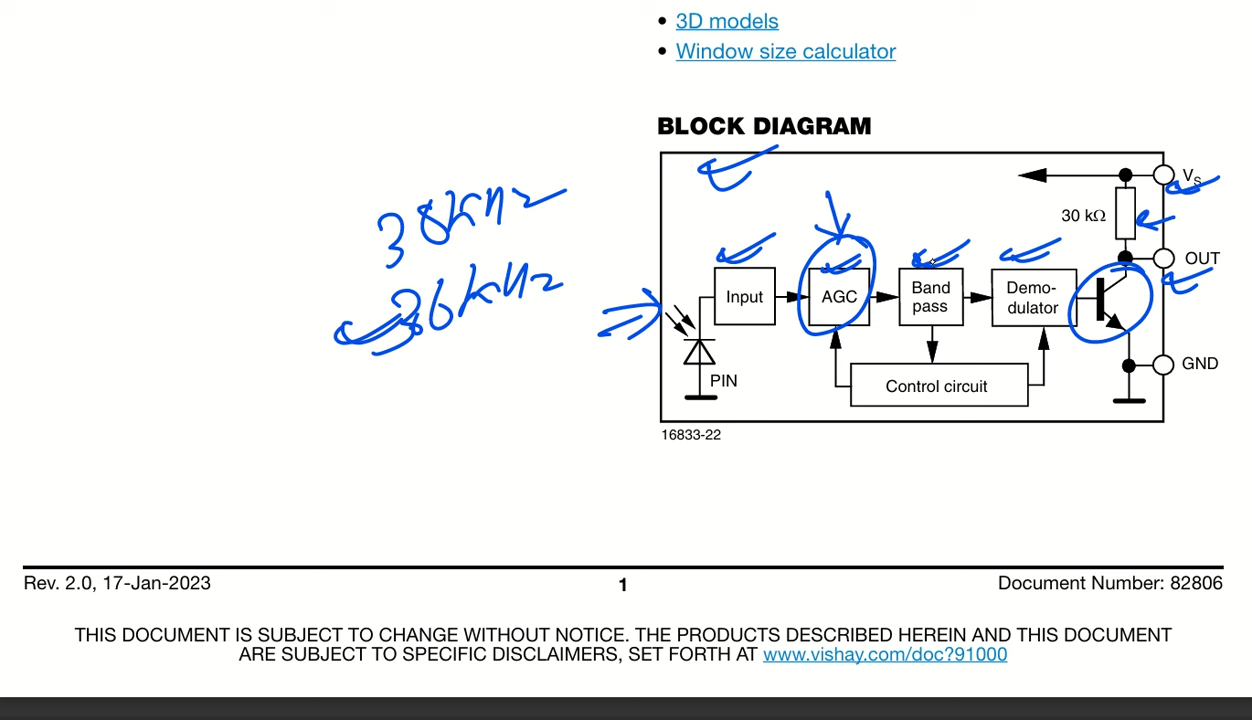 3D models
Window size calculator
BLOCK DIAGRAM
38kHz
36kHz
VS
30 kΩ
OUT
Input
AGC
Band
pass
Demo-
dulator
PIN
Control circuit
GND
16833-22
Rev. 2.0, 17-Jan-2023
1
Document Number: 82806
THIS DOCUMENT IS SUBJECT TO CHANGE WITHOUT NOTICE. THE PRODUCTS DESCRIBED HEREIN AND THIS DOCUMENT
ARE SUBJECT TO SPECIFIC DISCLAIMERS, SET FORTH AT www.vishay.com/doc?91000